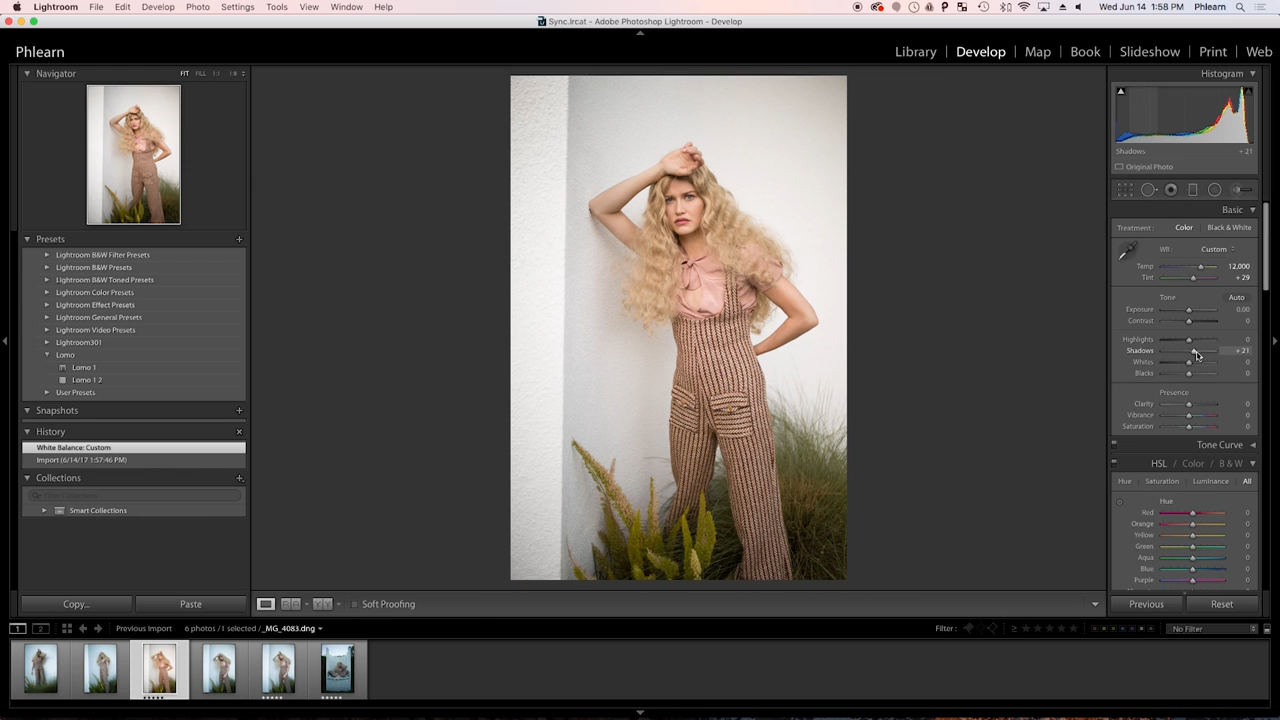 Lightroom File Edit Develop Photo Settings Tools View Window Help Wed Jun 14 1:58 PM Phlearn
Sync.lrcat - Adobe Photoshop Lightroom - Develop
Phlearn Library | Develop | Map | Book | Slideshow | Print | Web
Navigator FIT FILL 1:1 1:8
Histogram
Shadows +21
Original Photo
Basic
Treatment: Color Black & White
WB: Custom
Temp 12,000
Tint +29
Tone Auto
Exposure 0.00
Contrast 0
Highlights 0
Shadows +21
Whites 0
Blacks 0
Presence
Clarity 0
Vibrance 0
Saturation 0
Tone Curve
HSL / Color / B & W
Hue Saturation Luminance All
Hue
Red 0
Orange 0
Yellow 0
Green 0
Aqua 0
Blue 0
Purple 0
Previous Reset
Presets +
Lightroom B&W Filter Presets
Lightroom B&W Presets
Lightroom B&W Toned Presets
Lightroom Color Presets
Lightroom Effect Presets
Lightroom General Presets
Lightroom Video Presets
Lightroom301
Lomo
Lomo 1
Lomo 1 2
User Presets
Snapshots +
History
White Balance: Custom
Import (6/14/17 1:57:46 PM)
Collections +
Smart Collections
Copy... Paste
Soft Proofing
1 2 Previous Import 6 photos / 1 selected / _MG_4083.dng Filter: No Filter